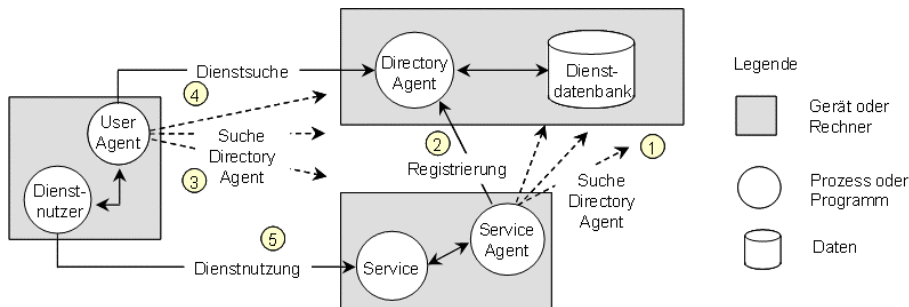 Dienstsuche
4
Directory
Agent
Dienst-
datenbank
User
Agent
Suche
Directory
Agent
3
2
Registrierung
1
Suche
Directory
Agent
Dienst-
nutzer
5
Dienstnutzung
Service
Service
Agent
Legende
Gerät oder
Rechner
Prozess oder
Programm
Daten